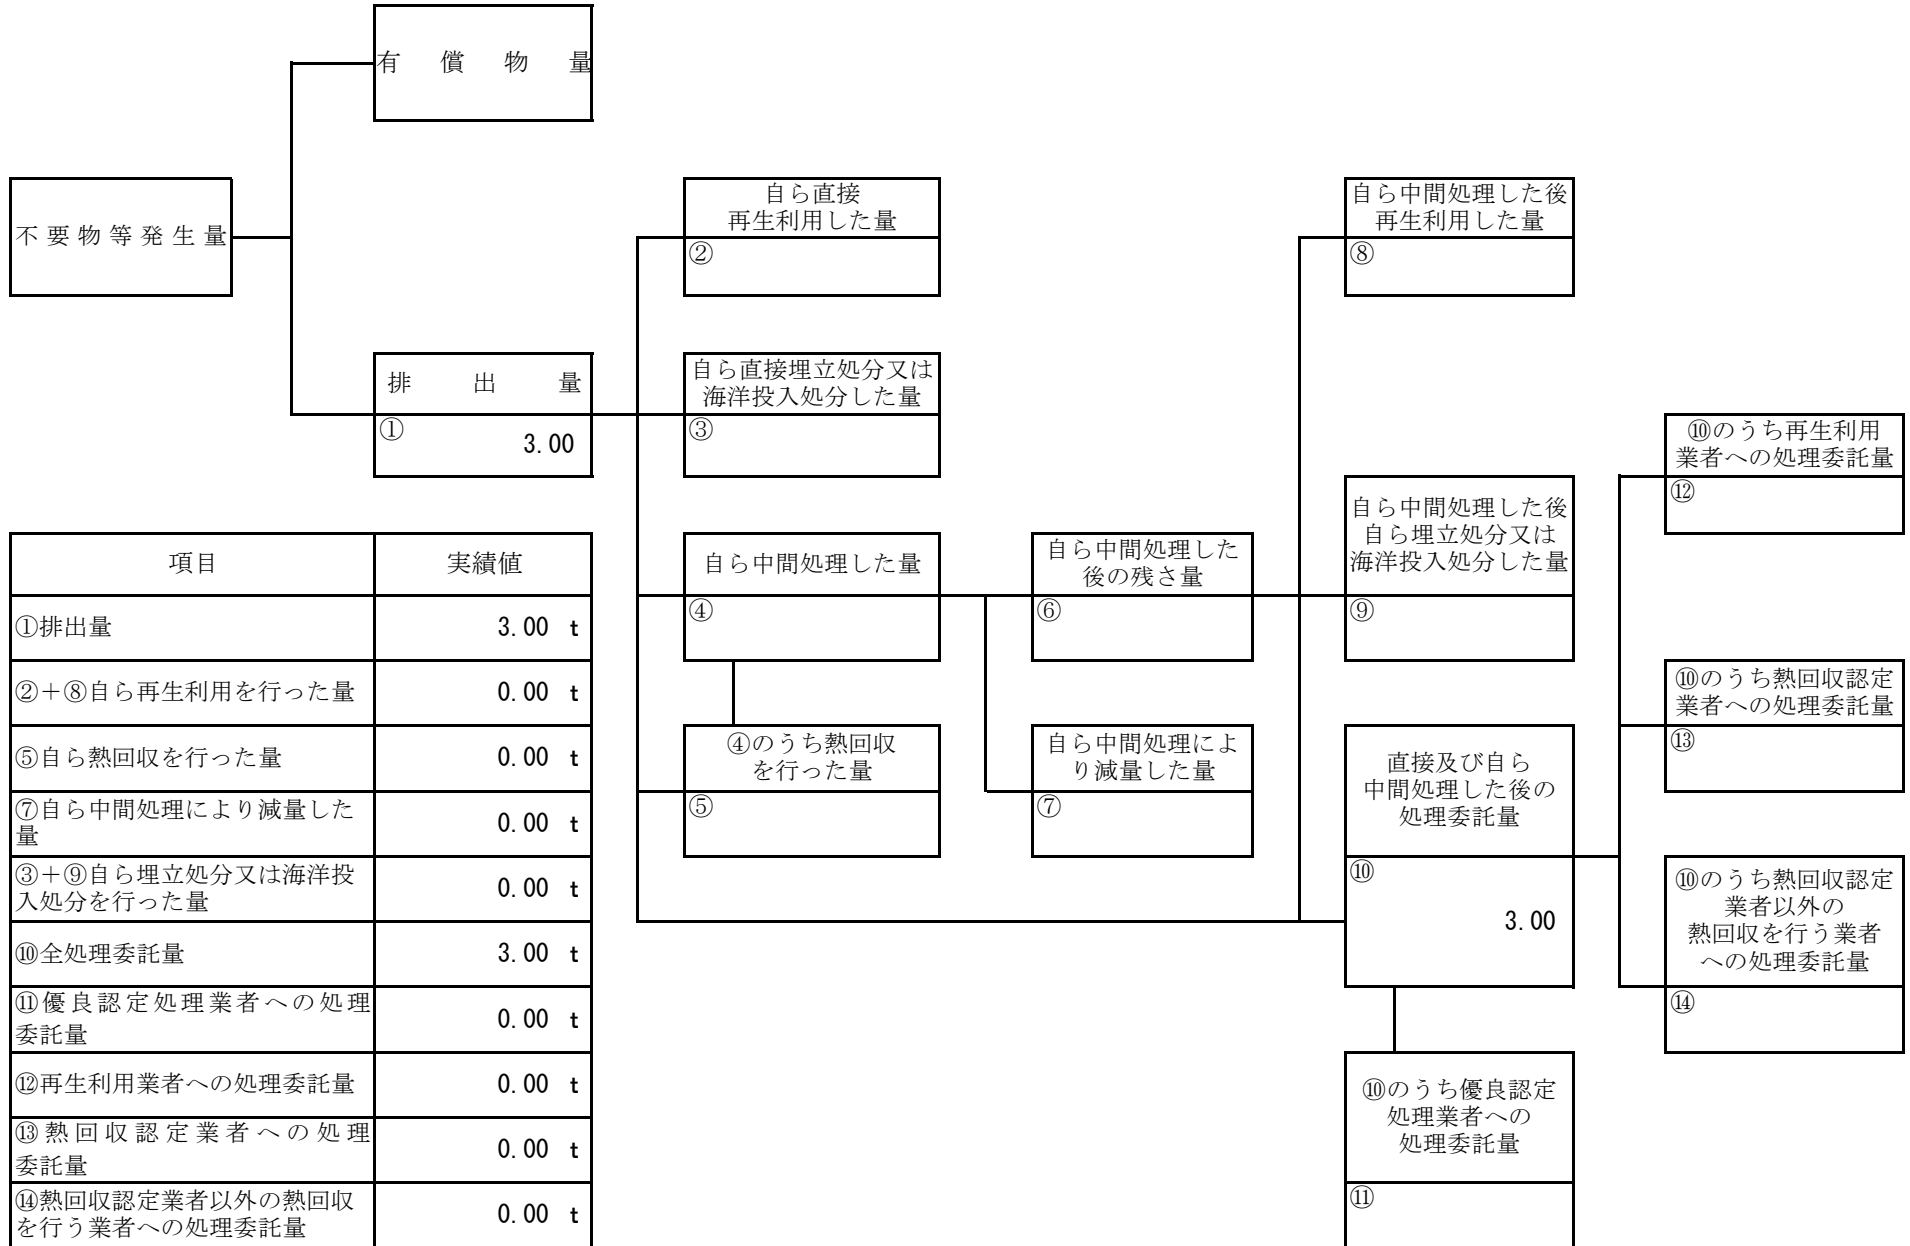 有償物量
不要物等発生量
排出量
①
3.00
自ら直接
再生利用した量
②
自ら直接埋立処分又は
海洋投入処分した量
③
自ら中間処理した量
④
④のうち熱回収
を行った量
⑤
自ら中間処理した
後の残さ量
⑥
自ら中間処理によ
り減量した量
⑦
自ら中間処理した後
再生利用した量
⑧
自ら中間処理した後
自ら埋立処分又は
海洋投入処分した量
⑨
直接及び自ら
中間処理した後の
処理委託量
⑩
3.00
⑩のうち優良認定
処理業者への
処理委託量
⑪
⑩のうち再生利用
業者への処理委託量
⑫
⑩のうち熱回収認定
業者への処理委託量
⑬
⑩のうち熱回収認定
業者以外の
熱回収を行う業者
への処理委託量
⑭
項目 実績値
①排出量 3.00 t
②+⑧自ら再生利用を行った量 0.00 t
⑤自ら熱回収を行った量 0.00 t
⑦自ら中間処理により減量した
量 0.00 t
③+⑨自ら埋立処分又は海洋投
入処分を行った量 0.00 t
⑩全処理委託量 3.00 t
⑪優良認定処理業者への処理
委託量 0.00 t
⑫再生利用業者への処理委託量 0.00 t
⑬熱回収認定業者への処理
委託量 0.00 t
⑭熱回収認定業者以外の熱回収
を行う業者への処理委託量 0.00 t